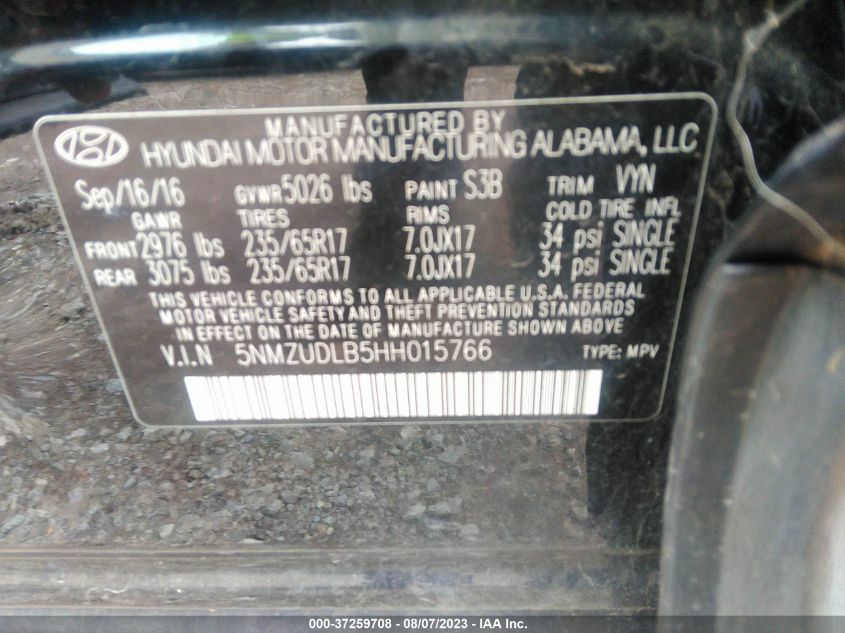 MANUFACTURED BY
HYUNDAI MOTOR MANUFACTURING ALABAMA, LLC
Sep/16/16 GVWR 5026 lbs PAINT S3B TRIM VYN
GAWR TIRES RIMS COLD TIRE INFL
FRONT 2976 lbs 235/65R17 7.0JX17 34 psi SINGLE
REAR 3075 lbs 235/65R17 7.0JX17 34 psi SINGLE
THIS VEHICLE CONFORMS TO ALL APPLICABLE U.S.A. FEDERAL
MOTOR VEHICLE SAFETY AND THEFT PREVENTION STANDARDS
IN EFFECT ON THE DATE OF MANUFACTURE SHOWN ABOVE
V.I.N 5NMZUDLB5HH015766 TYPE: MPV
000-37259708 - 08/07/2023 - IAA Inc.